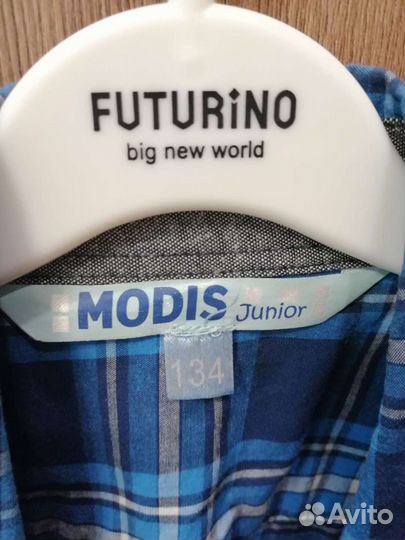 FUTURiNO
big new world
MODIS Junior
134
Avito